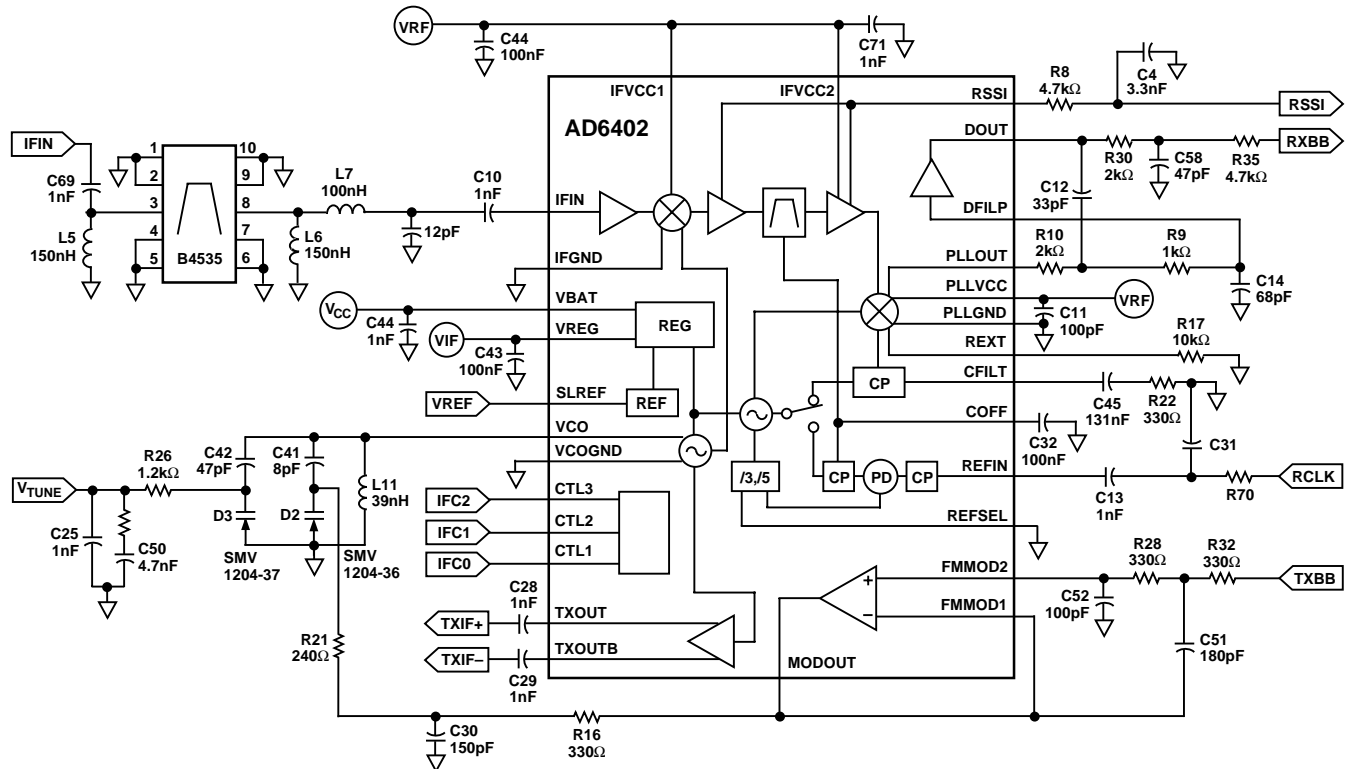 VRF
C44
100nF
C71
1nF
IFVCC1
IFVCC2
AD6402
RSSI
R8
4.7kΩ
C4
3.3nF
RSSI
DOUT
R30
2kΩ
C58
47pF
R35
4.7kΩ
RXBB
C12
33pF
DFILP
IFIN
C69
1nF
L5
150nH
1
2
3
4
5
10
9
8
7
6
B4535
L7
100nH
L6
150nH
12pF
C10
1nF
IFIN
IFGND
PLLOUT
R10
2kΩ
R9
1kΩ
C14
68pF
PLLVCC
VRF
PLLGND
C11
100pF
REXT
R17
10kΩ
VCC
C44
1nF
VBAT
VIF
C43
100nF
VREG
REG
VREF
SLREF
REF
CP
CFILT
C45
131nF
R22
330Ω
COFF
C32
100nF
C31
VCO
VCOGND
/3,/5
CP
PD
CP
REFIN
C13
1nF
R70
RCLK
REFSEL
VTUNE
R26
1.2kΩ
C42
47pF
C41
8pF
L11
39nH
C25
1nF
C50
4.7nF
D3
SMV
1204-37
D2
SMV
1204-36
IFC2
CTL3
IFC1
CTL2
IFC0
CTL1
FMMOD2
R28
330Ω
R32
330Ω
TXBB
C52
100pF
FMMOD1
+
–
C51
180pF
MODOUT
TXIF+
C28
1nF
TXOUT
TXIF–
C29
1nF
TXOUTB
R21
240Ω
C30
150pF
R16
330Ω